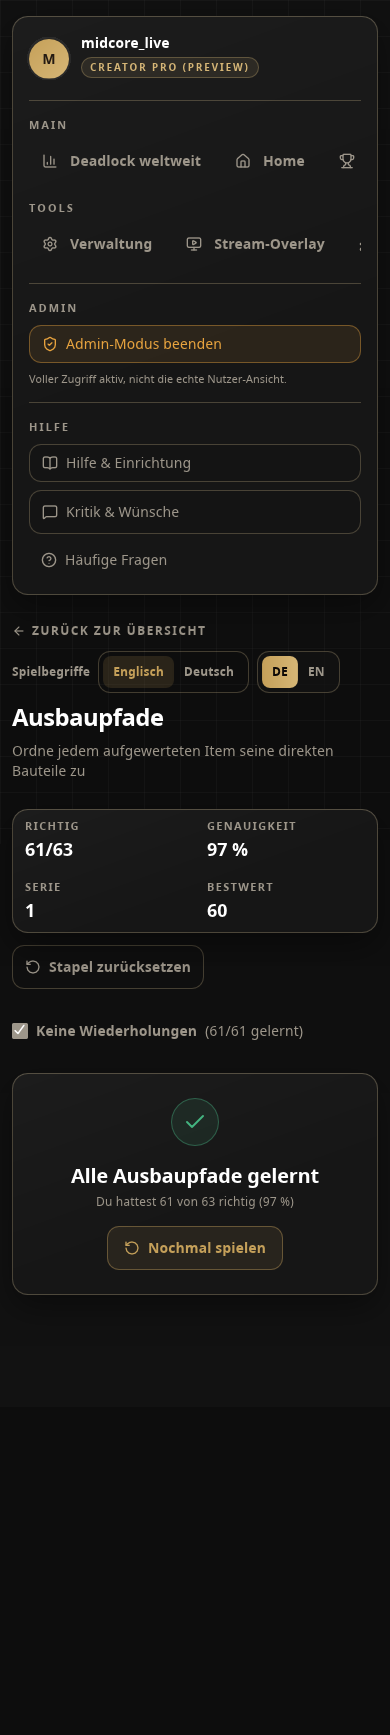 M
midcore_live
CREATOR PRO (PREVIEW)
MAIN
Deadlock weltweit
Home
TOOLS
Verwaltung
Stream-Overlay
ADMIN
Admin-Modus beenden
Voller Zugriff aktiv, nicht die echte Nutzer-Ansicht.
HILFE
Hilfe & Einrichtung
Kritik & Wünsche
Häufige Fragen
ZURÜCK ZUR ÜBERSICHT
Spielbegriffe Englisch Deutsch DE EN
Ausbaupfade
Ordne jedem aufgewerteten Item seine direkten
Bauteile zu
RICHTIG
61/63
GENAUIGKEIT
97 %
SERIE
1
BESTWERT
60
Stapel zurücksetzen
Keine Wiederholungen (61/61 gelernt)
Alle Ausbaupfade gelernt
Du hattest 61 von 63 richtig (97 %)
Nochmal spielen